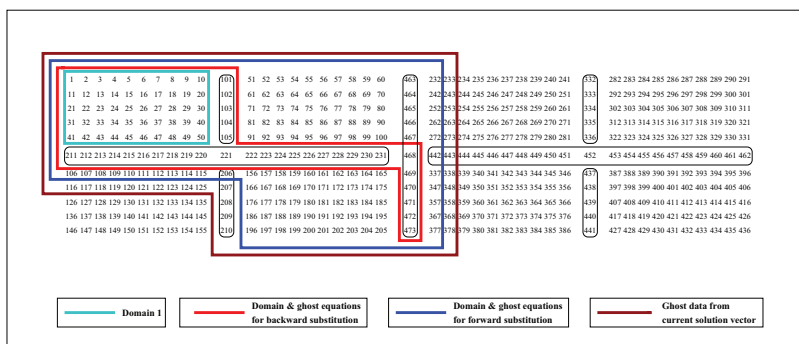 1 2 3 4 5 6 7 8 9 10 101 51 52 53 54 55 56 57 58 59 60 463 232 233 234 235 236 237 238 239 240 241 332 282 285 286 287 288 289 290 291
11 12 13 14 15 16 17 18 19 20 102 61 62 63 64 65 66 67 68 69 70 464 242 243 244 245 246 247 248 249 250 251 333 292 293 294 295 296 297 298 299 300 301
21 22 23 24 25 26 27 28 29 30 103 71 72 73 74 75 76 77 78 79 80 465 252 253 254 255 256 257 258 259 260 261 334 302 303 304 305 306 307 308 309 310 311
31 32 33 34 35 36 37 38 39 40 104 81 82 83 84 85 86 87 88 89 90 466 262 263 264 265 266 267 268 269 270 271 335 312 313 314 315 316 317 318 319 320 321
41 42 43 44 45 46 47 48 49 50 105 91 92 93 94 95 96 97 98 99 100 467 272 273 274 275 276 277 278 279 280 281 336 322 323 324 325 326 327 328 329 330 331
211 212 213 214 215 216 217 218 219 220 221 222 223 224 225 226 227 228 229 230 231 468 442 443 444 445 446 447 448 449 450 451 452 453 454 455 456 457 458 459 460 461 462
106 107 108 109 110 111 112 113 114 115 206 156 157 158 159 160 161 162 163 164 165 469 337 338 339 340 341 342 343 344 345 346 437 387 388 389 390 391 392 393 394 395 396
116 117 118 119 120 121 122 123 124 125 207 166 167 168 169 170 171 172 173 174 175 470 347 348 349 350 351 352 353 354 355 356 438 397 398 399 400 401 402 403 404 405 406
126 127 128 129 130 131 132 133 134 135 208 176 177 178 179 180 181 182 183 184 185 471 357 358 359 360 361 362 363 364 365 366 439 407 408 409 410 411 412 413 414 415 416
136 137 138 139 140 141 142 143 144 145 209 186 187 188 189 190 191 192 193 194 195 472 367 368 369 370 371 372 373 374 375 376 440 417 418 419 420 421 422 423 424 425 426
146 147 148 149 150 151 152 153 154 155 210 196 197 198 199 200 201 202 203 204 205 473 377 378 379 380 381 382 383 384 385 386 441 427 428 429 430 431 432 433 434 435 436
Domain 1
Domain & ghost equations
for backward substitution
Domain & ghost equations
for forward substitution
Ghost data from
current solution vector